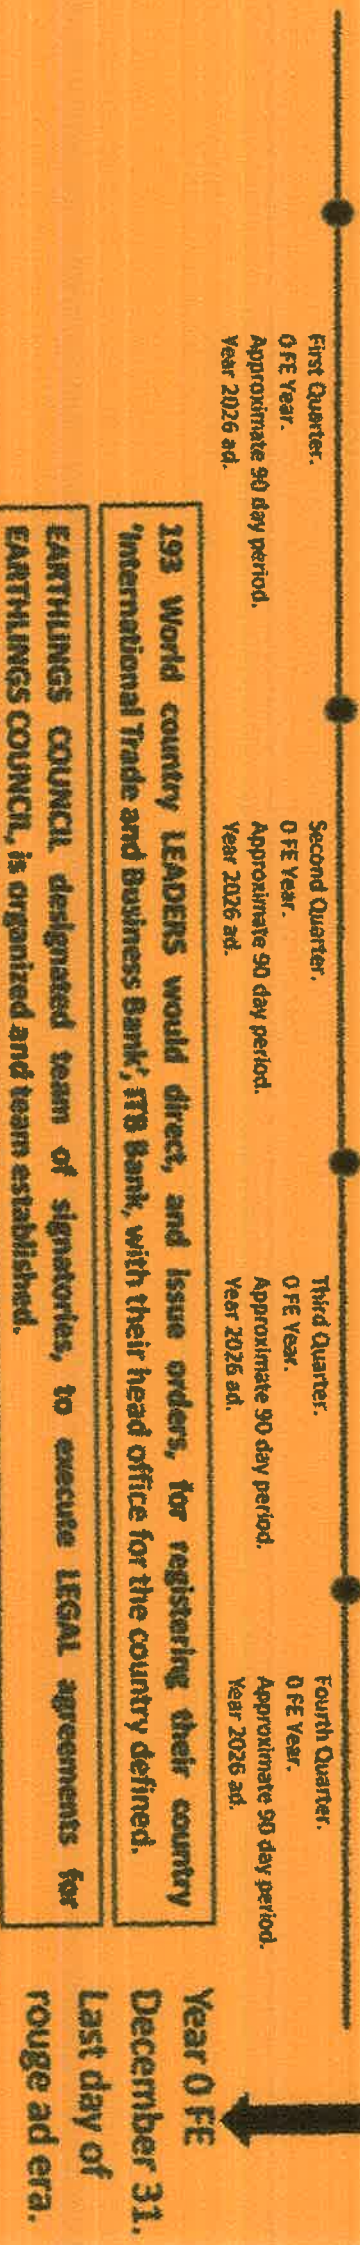 First Quarter.
0 FE Year.
Approximate 90 day period.
Year 2026 ad.
Second Quarter.
0 FE Year.
Approximate 90 day period.
Year 2026 ad.
Third Quarter.
0 FE Year.
Approximate 90 day period.
Year 2026 ad.
Fourth Quarter.
0 FE Year.
Approximate 90 day period.
Year 2026 ad.
193 World country LEADERS would direct, and issue orders, for registering their country
'International Trade and Business Bank', ITB Bank, with their head office for the country defined.
EARTHLINGS COUNCIL designated team of signatories, to execute LEGAL agreements for
EARTHLINGS COUNCIL, is organized and team established.
Year 0 FE
December 31.
Last day of
rouge ad era.